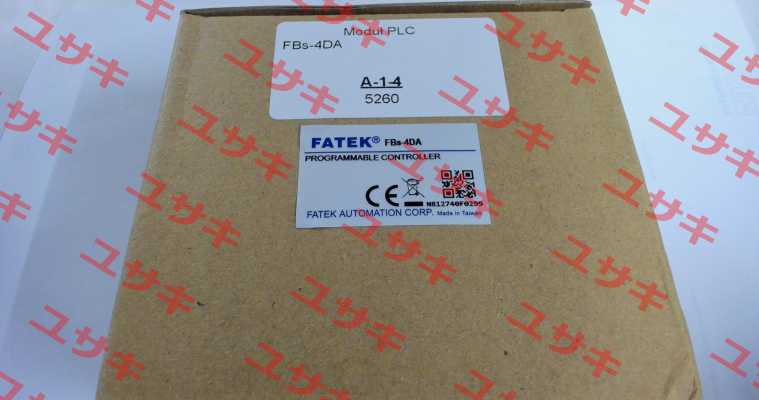 Modul PLC
FBs-4DA
A-1-4
5260
FATEK® FBs-4DA
PROGRAMMABLE CONTROLLER
CE
N812740F0299
FATEK AUTOMATION CORP. Made in Taiwan
ユサキ